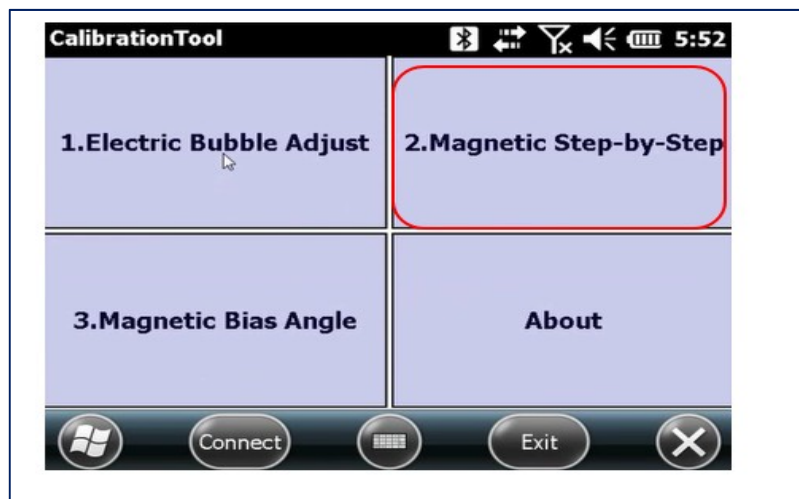 CalibrationTool 5:52
1.Electric Bubble Adjust 2.Magnetic Step-by-Step
3.Magnetic Bias Angle About
Connect Exit